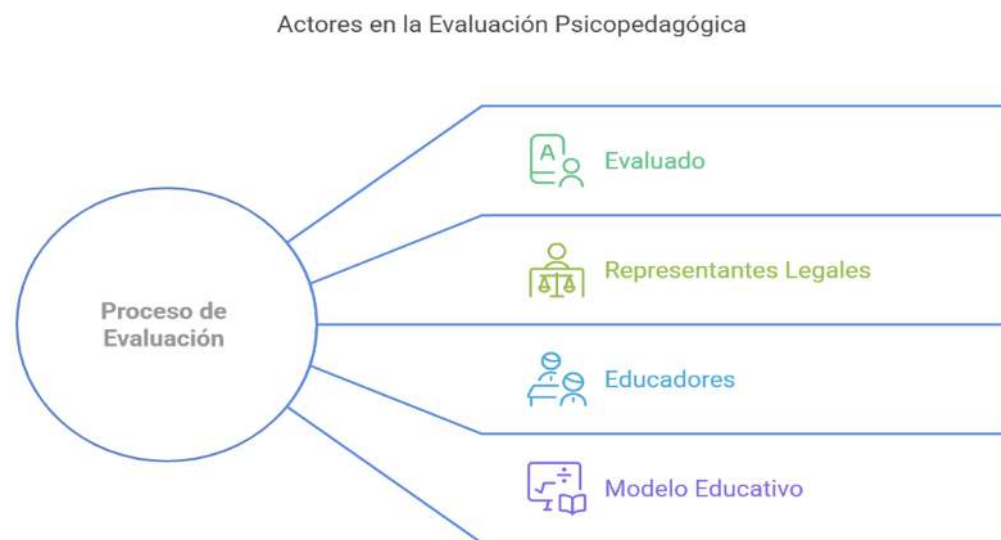 Actores en la Evaluación Psicopedagógica
A
Evaluado
Representantes Legales
Proceso de
Evaluación
Educadores
Modelo Educativo